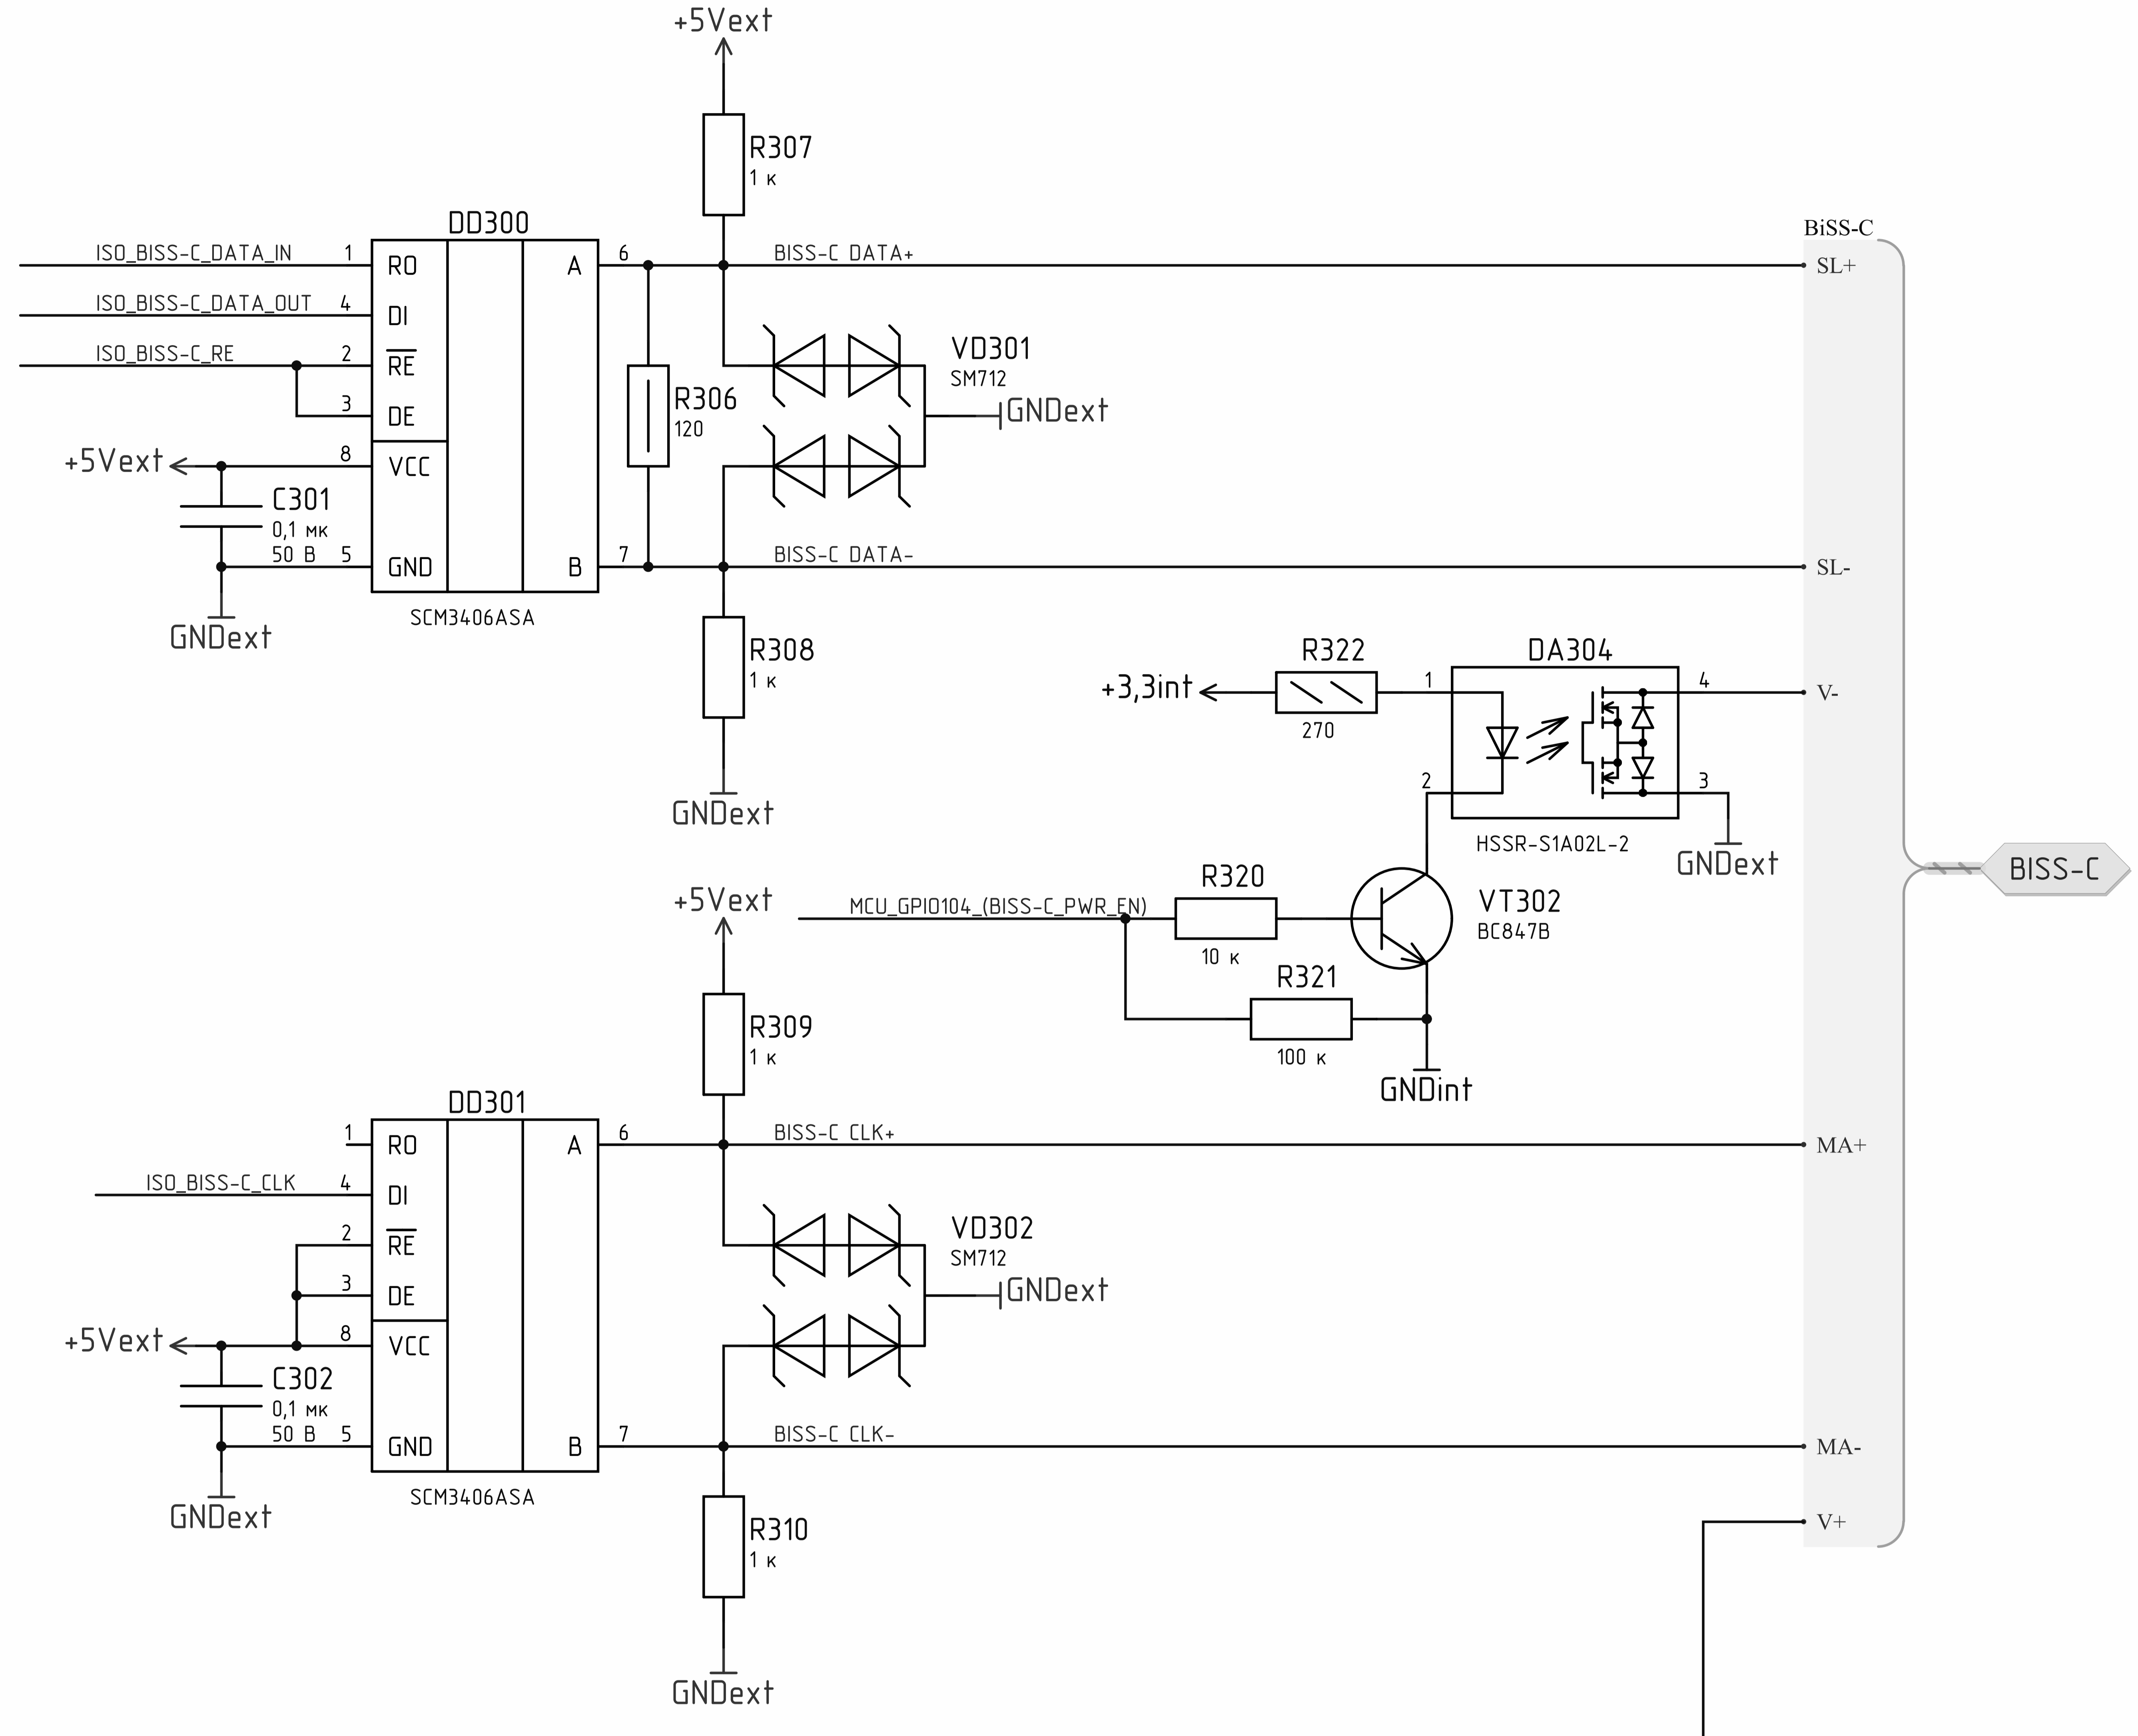 +5Vext
R307
1 к
DD300
ISO_BISS-C_DATA_IN
1
RO
A
6
BISS-C DATA+
BiSS-C
SL+
ISO_BISS-C_DATA_OUT
4
DI
ISO_BISS-C_RE
2
RE
3
DE
R306
120
VD301
SM712
GNDext
+5Vext
8
VCC
C301
0,1 мк
50 В
5
GND
B
7
BISS-C DATA-
SL-
GNDext
SCM3406ASA
R308
1 к
GNDext
+3,3int
R322
270
DA304
1
2
4
3
V-
HSSR-S1A02L-2
GNDext
BISS-C
MCU_GPIO104_(BISS-C_PWR_EN)
R320
10 к
VT302
BC847B
R321
100 к
GNDint
+5Vext
R309
1 к
DD301
1
RO
A
6
BISS-C CLK+
MA+
ISO_BISS-C_CLK
4
DI
2
RE
3
DE
VD302
SM712
GNDext
+5Vext
8
VCC
C302
0,1 мк
50 В
5
GND
B
7
BISS-C CLK-
MA-
GNDext
SCM3406ASA
R310
1 к
GNDext
V+